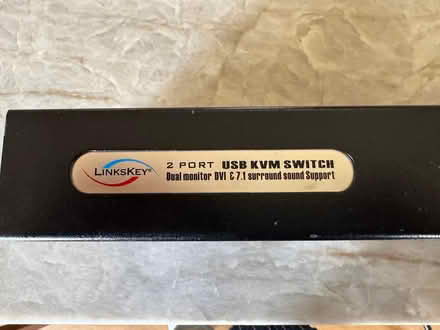 LINKSKEY®
2 PORT USB KVM SWITCH
Dual monitor DVI & 7.1 surround sound Support